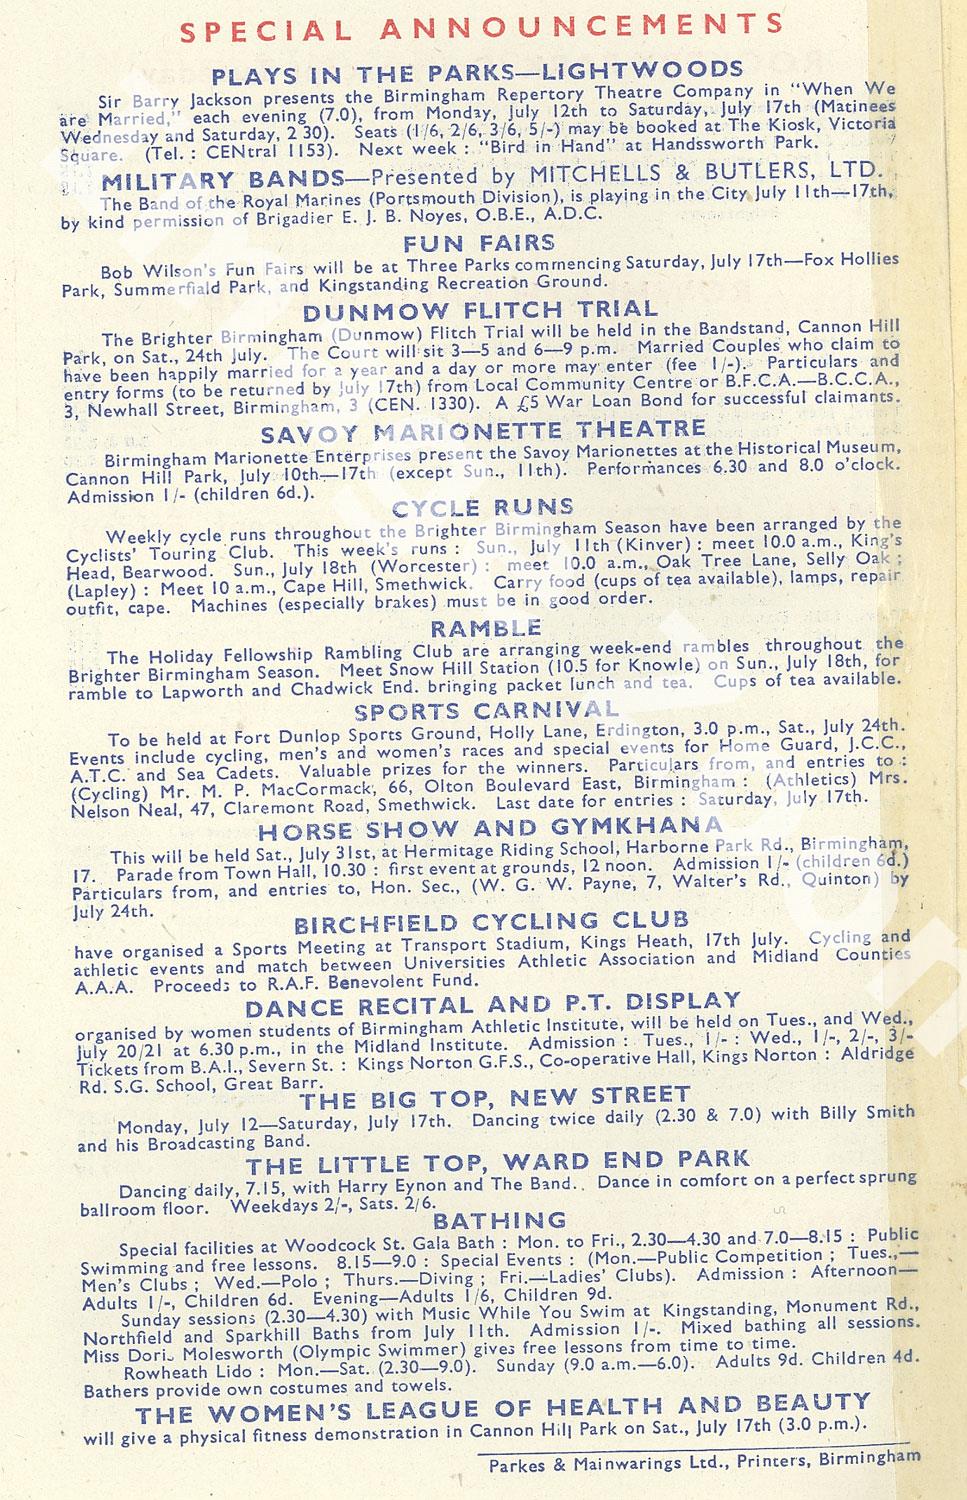 SPECIAL ANNOUNCEMENTS
PLAYS IN THE PARKS—LIGHTWOODS
Sir Barry Jackson presents the Birmingham Repertory Theatre Company in "When We
are Married," each evening (7.0), from Monday, July 12th to Saturday, July 17th (Matinees
Wednesday and Saturday, 2 30). Seats (1/6, 2/6, 3/6, 5/-) may be booked at The Kiosk, Victoria
Square. (Tel. : CENtral 1153). Next week : "Bird in Hand" at Handssworth Park.
MILITARY BANDS—Presented by MITCHELLS & BUTLERS, LTD.
The Band of the Royal Marines (Portsmouth Division), is playing in the City July 11th—17th,
by kind permission of Brigadier E. J. B. Noyes, O.B.E., A.D.C.
FUN FAIRS
Bob Wilson's Fun Fairs will be at Three Parks commencing Saturday, July 17th—Fox Hollies
Park, Summerfiald Park, and Kingstanding Recreation Ground.
DUNMOW FLITCH TRIAL
The Brighter Birmingham (Dunmow) Flitch Trial will be held in the Bandstand, Cannon Hill
Park, on Sat., 24th July. The Court will sit 3—5 and 6—9 p.m. Married Couples who claim to
have been happily married for a year and a day or more may enter (fee 1/-). Particulars and
entry forms (to be returned by July 17th) from Local Community Centre or B.F.C.A.—B.C.C.A.,
3, Newhall Street, Birmingham, 3 (CEN. 1330). A £5 War Loan Bond for successful claimants.
SAVOY MARIONETTE THEATRE
Birmingham Marionette Enterprises present the Savoy Marionettes at the Historical Museum,
Cannon Hill Park, July 10th—17th (except Sun., 11th). Performances 6.30 and 8.0 o'clock.
Admission 1/- (children 6d.).
CYCLE RUNS
Weekly cycle runs throughout the Brighter Birmingham Season have been arranged by the
Cyclists' Touring Club. This week's runs : Sun., July 11th (Kinver) : meet 10.0 a.m., King's
Head, Bearwood. Sun., July 18th (Worcester) : meet 10.0 a.m., Oak Tree Lane, Selly Oak ;
(Lapley) : Meet 10 a.m., Cape Hill, Smethwick. Carry food (cups of tea available), lamps, repair
outfit, cape. Machines (especially brakes) must be in good order.
RAMBLE
The Holiday Fellowship Rambling Club are arranging week-end rambles throughout the
Brighter Birmingham Season. Meet Snow Hill Station (10.5 for Knowle) on Sun., July 18th, for
ramble to Lapworth and Chadwick End. bringing packet lunch and tea. Cups of tea available.
SPORTS CARNIVAL
To be held at Fort Dunlop Sports Ground, Holly Lane, Erdington, 3.0 p.m., Sat., July 24th.
Events include cycling, men's and women's races and special events for Home Guard, J.C.C.,
A.T.C. and Sea Cadets. Valuable prizes for the winners. Particulars from, and entries to :
(Cycling) Mr. M. P. MacCormack, 66, Olton Boulevard East, Birmingham : (Athletics) Mrs.
Nelson Neal, 47, Claremont Road, Smethwick. Last date for entries : Saturday, July 17th.
HORSE SHOW AND GYMKHANA
This will be held Sat., July 31st, at Hermitage Riding School, Harborne Park Rd., Birmingham,
17. Parade from Town Hall, 10.30 : first event at grounds, 12 noon. Admission 1/- (children 6d.)
Particulars from, and entries to, Hon. Sec., (W. G. W. Payne, 7, Walter's Rd., Quinton) by
July 24th.
BIRCHFIELD CYCLING CLUB
have organised a Sports Meeting at Transport Stadium, Kings Heath, 17th July. Cycling and
athletic events and match between Universities Athletic Association and Midland Counties
A.A.A. Proceeds to R.A.F. Benevolent Fund.
DANCE RECITAL AND P.T. DISPLAY
organised by women students of Birmingham Athletic Institute, will be held on Tues., and Wed.,
July 20/21 at 6.30 p.m., in the Midland Institute. Admission : Tues., 1/- : Wed., 1/-, 2/-, 3/-
Tickets from B.A.I., Severn St. : Kings Norton G.F.S., Co-operative Hall, Kings Norton : Aldridge
Rd. S.G. School, Great Barr.
THE BIG TOP, NEW STREET
Monday, July 12—Saturday, July 17th. Dancing twice daily (2.30 & 7.0) with Billy Smith
and his Broadcasting Band.
THE LITTLE TOP, WARD END PARK
Dancing daily, 7.15, with Harry Eynon and The Band.. Dance in comfort on a perfect sprung
ballroom floor. Weekdays 2/-, Sats. 2/6.
BATHING
Special facilities at Woodcock St. Gala Bath : Mon. to Fri., 2.30—4.30 and 7.0—8.15 : Public
Swimming and free lessons. 8.15—9.0 : Special Events : (Mon.—Public Competition ; Tues.,—
Men's Clubs ; Wed.—Polo ; Thurs.—Diving ; Fri.—Ladies' Clubs). Admission : Afternoon—
Adults 1/-, Children 6d. Evening—Adults 1/6, Children 9d.
Sunday sessions (2.30—4.30) with Music While You Swim at Kingstanding, Monument Rd.,
Northfield and Sparkhill Baths from July 11th. Admission 1/-. Mixed bathing all sessions.
Miss Doris Molesworth (Olympic Swimmer) gives free lessons from time to time.
Rowheath Lido : Mon.—Sat. (2.30—9.0). Sunday (9.0 a.m.—6.0). Adults 9d. Children 4d.
Bathers provide own costumes and towels.
THE WOMEN'S LEAGUE OF HEALTH AND BEAUTY
will give a physical fitness demonstration in Cannon Hill Park on Sat., July 17th (3.0 p.m.).
Parkes & Mainwarings Ltd., Printers, Birmingham